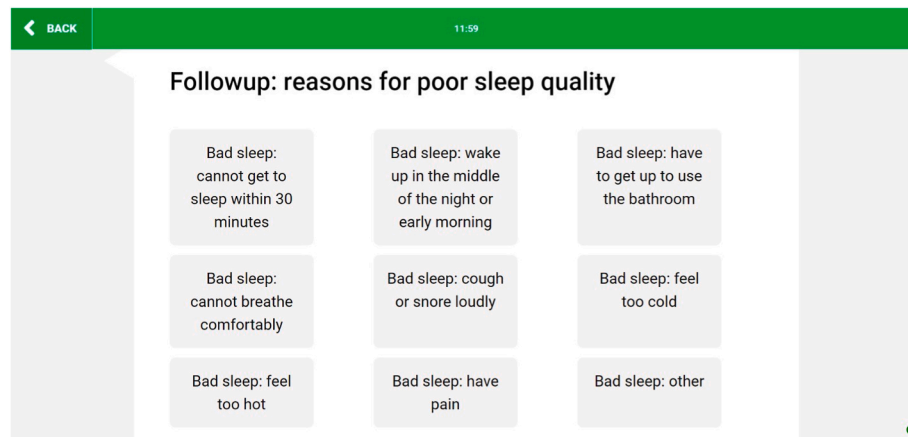 BACK
11:59
Followup: reasons for poor sleep quality
Bad sleep:
cannot get to
sleep within 30
minutes
Bad sleep: wake
up in the middle
of the night or
early morning
Bad sleep: have
to get up to use
the bathroom
Bad sleep:
cannot breathe
comfortably
Bad sleep: cough
or snore loudly
Bad sleep: feel
too cold
Bad sleep: feel
too hot
Bad sleep: have
pain
Bad sleep: other